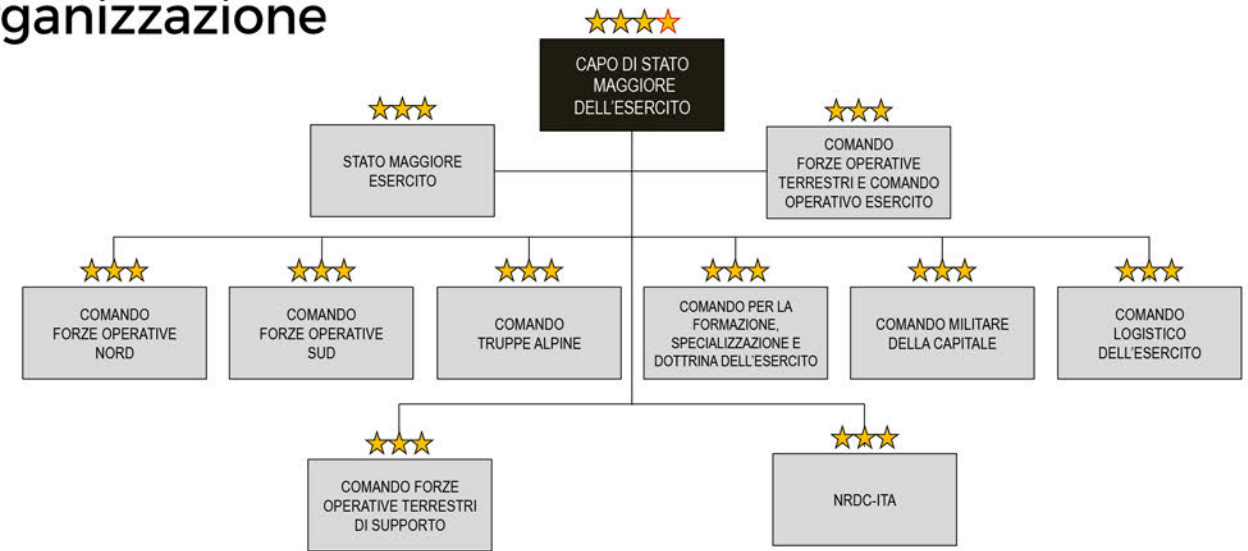 ganizzazione
CAPO DI STATO
MAGGIORE
DELL'ESERCITO
STATO MAGGIORE
ESERCITO
COMANDO
FORZE OPERATIVE
TERRESTRI E COMANDO
OPERATIVO ESERCITO
COMANDO
FORZE OPERATIVE
NORD
COMANDO
FORZE OPERATIVE
SUD
COMANDO
TRUPPE ALPINE
COMANDO PER LA
FORMAZIONE,
SPECIALIZZAZIONE E
DOTTRINA DELL'ESERCITO
COMANDO MILITARE
DELLA CAPITALE
COMANDO
LOGISTICO
DELL'ESERCITO
COMANDO FORZE
OPERATIVE TERRESTRI
DI SUPPORTO
NRDC-ITA